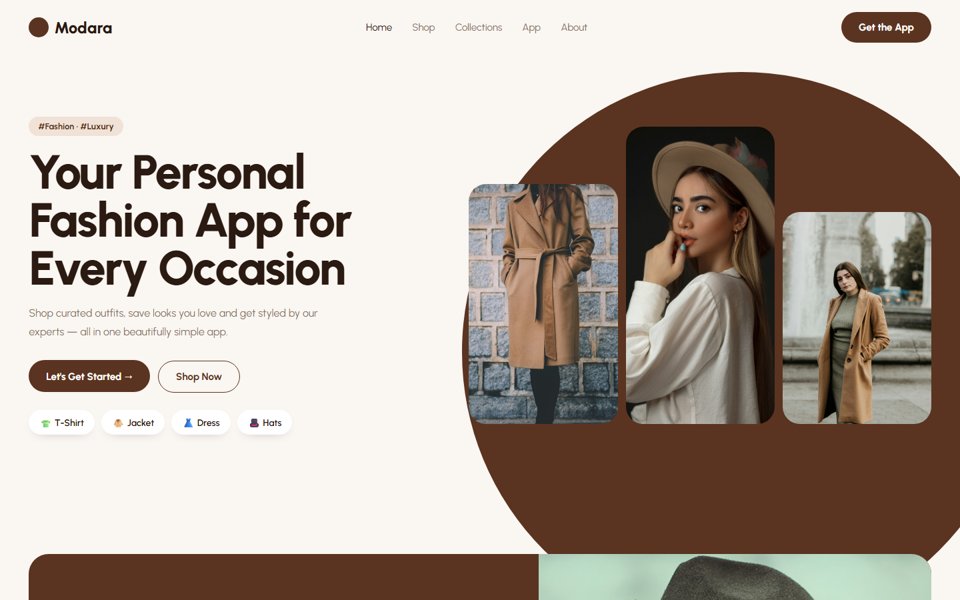 Modara
Home Shop Collections App About
Get the App
#Fashion · #Luxury
Your Personal
Fashion App for
Every Occasion
Shop curated outfits, save looks you love and get styled by our
experts — all in one beautifully simple app.
Let's Get Started →
Shop Now
T-Shirt
Jacket
Dress
Hats